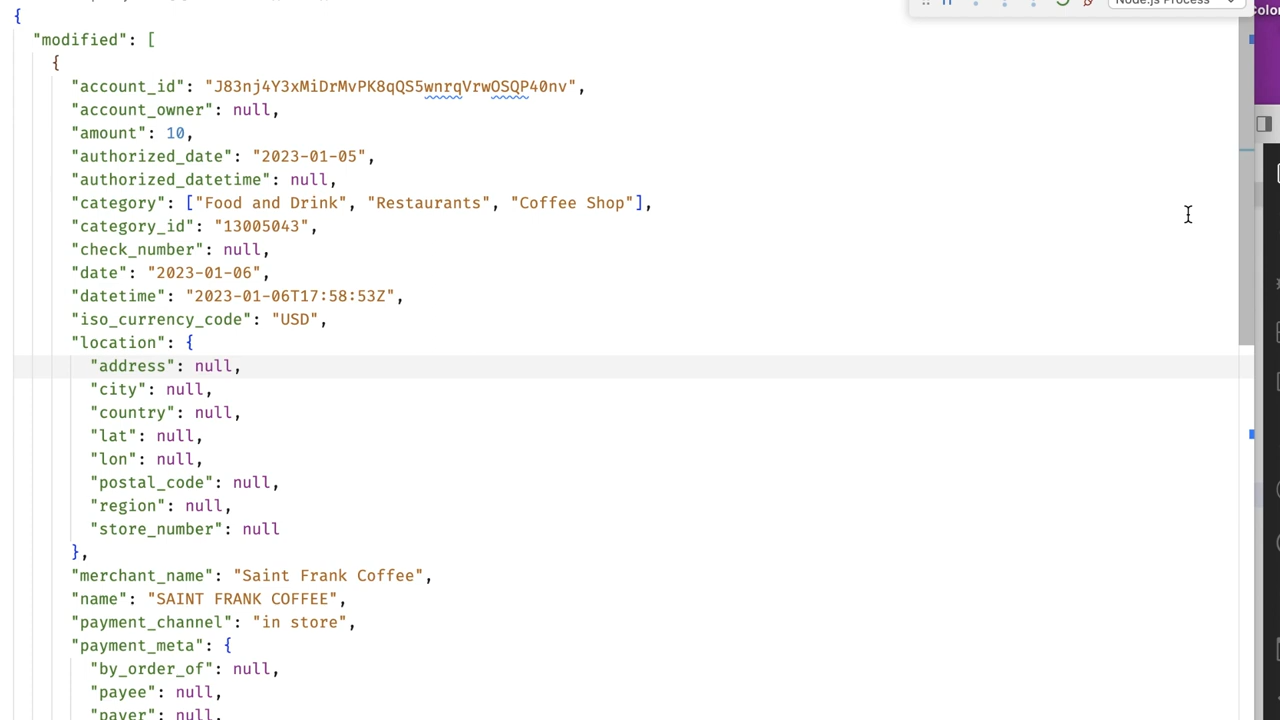 Node.js Process
Color
{
"modified": [
{
"account_id": "J83nj4Y3xMiDrMvPK8qQS5wnrqVrwOSQP40nv",
"account_owner": null,
"amount": 10,
"authorized_date": "2023-01-05",
"authorized_datetime": null,
"category": ["Food and Drink", "Restaurants", "Coffee Shop"],
"category_id": "13005043",
"check_number": null,
"date": "2023-01-06",
"datetime": "2023-01-06T17:58:53Z",
"iso_currency_code": "USD",
"location": {
"address": null,
"city": null,
"country": null,
"lat": null,
"lon": null,
"postal_code": null,
"region": null,
"store_number": null
},
"merchant_name": "Saint Frank Coffee",
"name": "SAINT FRANK COFFEE",
"payment_channel": "in store",
"payment_meta": {
"by_order_of": null,
"payee": null,
"payer": null,